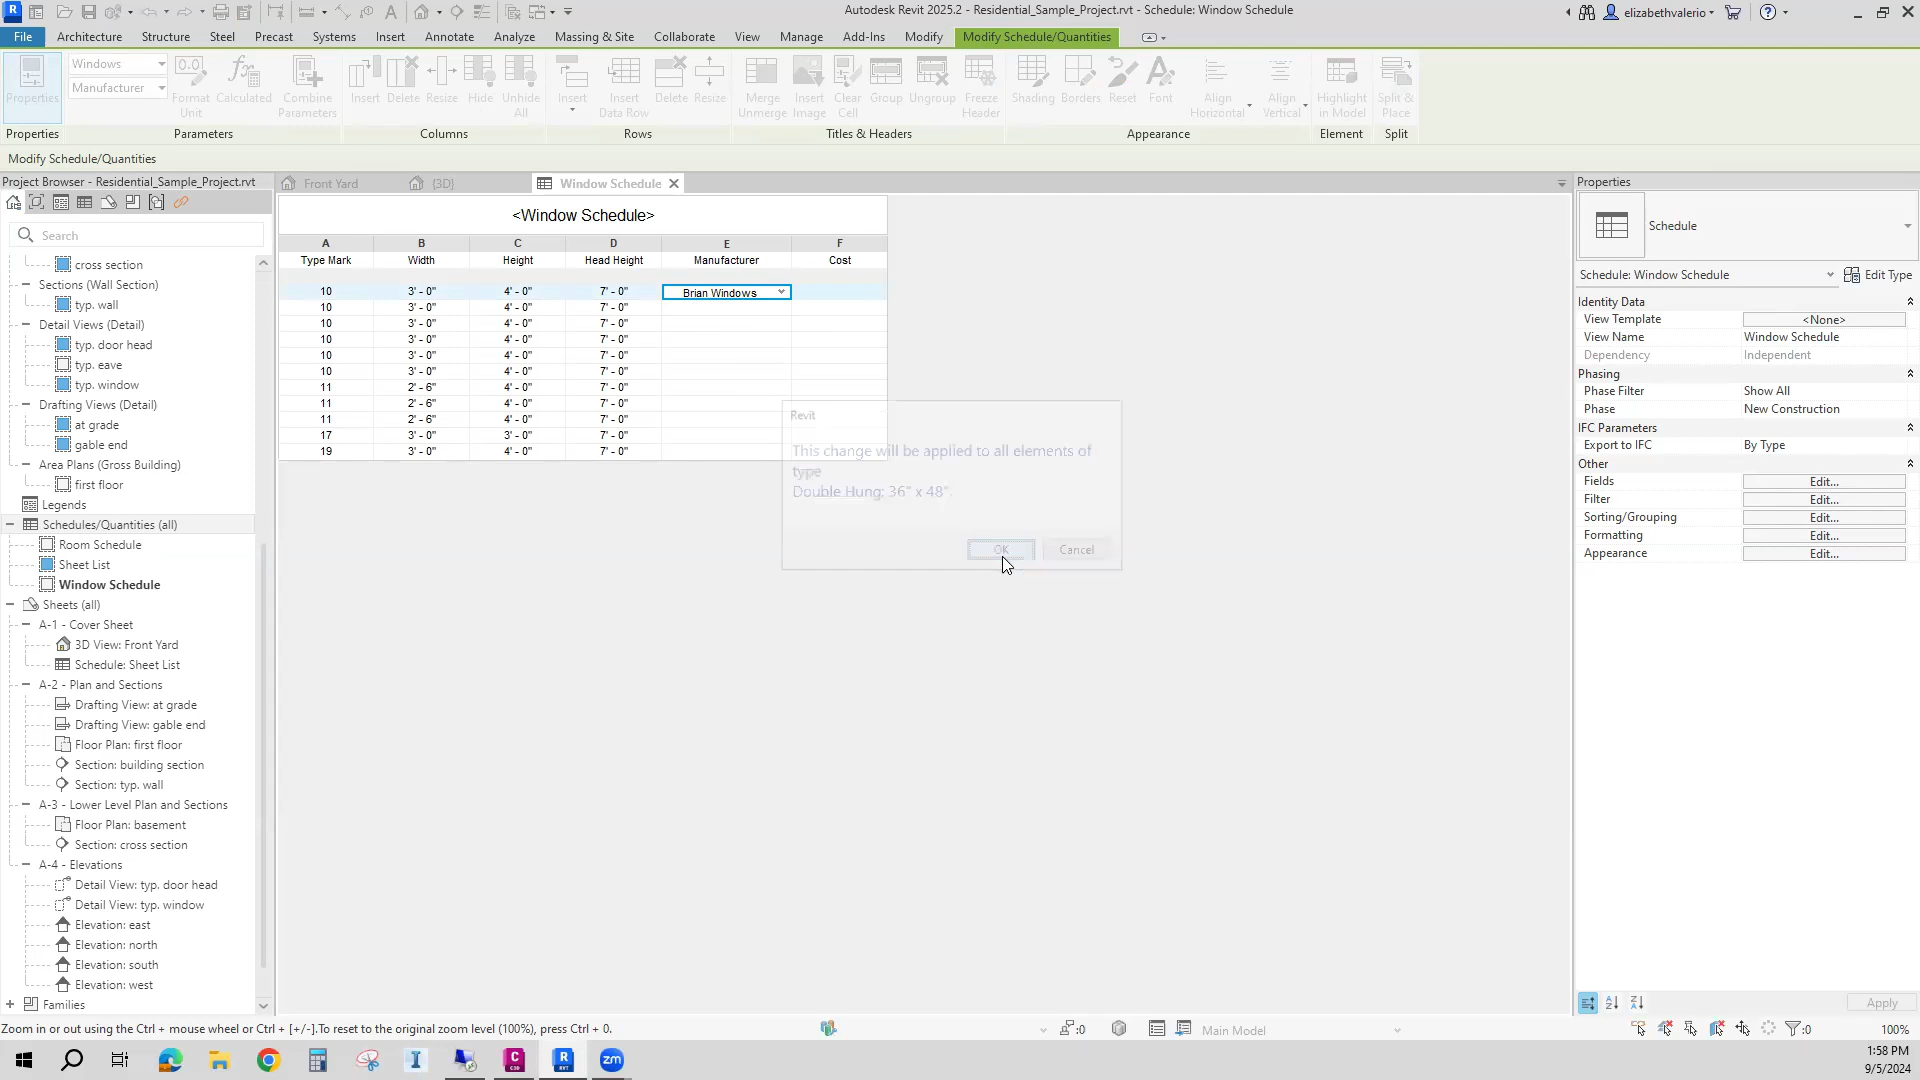 Autodesk Revit 2025.2 - Residential_Sample_Project.rvt - Schedule: Window Schedule
elizabethvalerio
File Architecture Structure Steel Precast Systems Insert Annotate Analyze Massing & Site Collaborate View Manage Add-Ins Modify Modify Schedule/Quantities
Properties
Windows
Manufacturer
Format Unit
Calculated
Combine Parameters
Insert
Delete
Resize
Hide
Unhide All
Insert
Insert Data Row
Delete
Resize
Merge Unmerge
Insert Image
Clear Cell
Group
Ungroup
Freeze Header
Shading
Borders
Reset
Font
Align Horizontal
Align Vertical
Highlight in Model
Split & Place
Properties Parameters Columns Rows Titles & Headers Appearance Element Split
Modify Schedule/Quantities
Project Browser - Residential_Sample_Project.rvt
Search
cross section
Sections (Wall Section)
typ. wall
Detail Views (Detail)
typ. door head
typ. eave
typ. window
Drafting Views (Detail)
at grade
gable end
Area Plans (Gross Building)
first floor
Legends
Schedules/Quantities (all)
Room Schedule
Sheet List
Window Schedule
Sheets (all)
A-1 - Cover Sheet
3D View: Front Yard
Schedule: Sheet List
A-2 - Plan and Sections
Drafting View: at grade
Drafting View: gable end
Floor Plan: first floor
Section: building section
Section: typ. wall
A-3 - Lower Level Plan and Sections
Floor Plan: basement
Section: cross section
A-4 - Elevations
Detail View: typ. door head
Detail View: typ. window
Elevation: east
Elevation: north
Elevation: south
Elevation: west
Families
Front Yard {3D} Window Schedule
<Window Schedule>
A B C D E F
Type Mark Width Height Head Height Manufacturer Cost
10 3' - 0" 4' - 0" 7' - 0" Brian Windows
10 3' - 0" 4' - 0" 7' - 0"
10 3' - 0" 4' - 0" 7' - 0"
10 3' - 0" 4' - 0" 7' - 0"
10 3' - 0" 4' - 0" 7' - 0"
10 3' - 0" 4' - 0" 7' - 0"
11 2' - 6" 4' - 0" 7' - 0"
11 2' - 6" 4' - 0" 7' - 0"
11 2' - 6" 4' - 0" 7' - 0"
17 3' - 0" 3' - 0" 7' - 0"
19 3' - 0" 4' - 0" 7' - 0"
Revit
This change will be applied to all elements of
type
Double Hung: 36" x 48".
OK Cancel
Properties
Schedule
Schedule: Window Schedule Edit Type
Identity Data
View Template <None>
View Name Window Schedule
Dependency Independent
Phasing
Phase Filter Show All
Phase New Construction
IFC Parameters
Export to IFC By Type
Other
Fields Edit...
Filter Edit...
Sorting/Grouping Edit...
Formatting Edit...
Appearance Edit...
Apply
Zoom in or out using the Ctrl + mouse wheel or Ctrl + [+/-].To reset to the original zoom level (100%), press Ctrl + 0.
:0
Main Model
:0
100%
zm
1:58 PM
9/5/2024